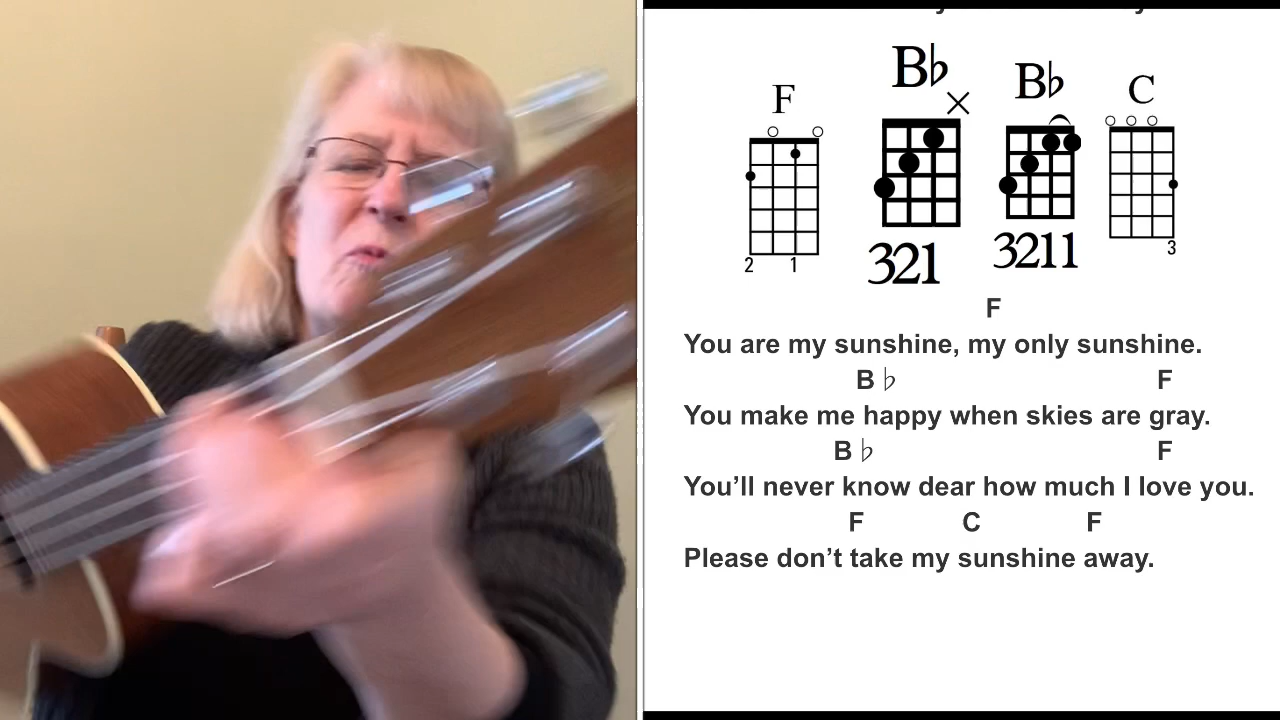 F B♭ B♭ C
×
2 1 321 3211 3
F
You are my sunshine, my only sunshine.
B♭ F
You make me happy when skies are gray.
B♭ F
You’ll never know dear how much I love you.
F C F
Please don’t take my sunshine away.